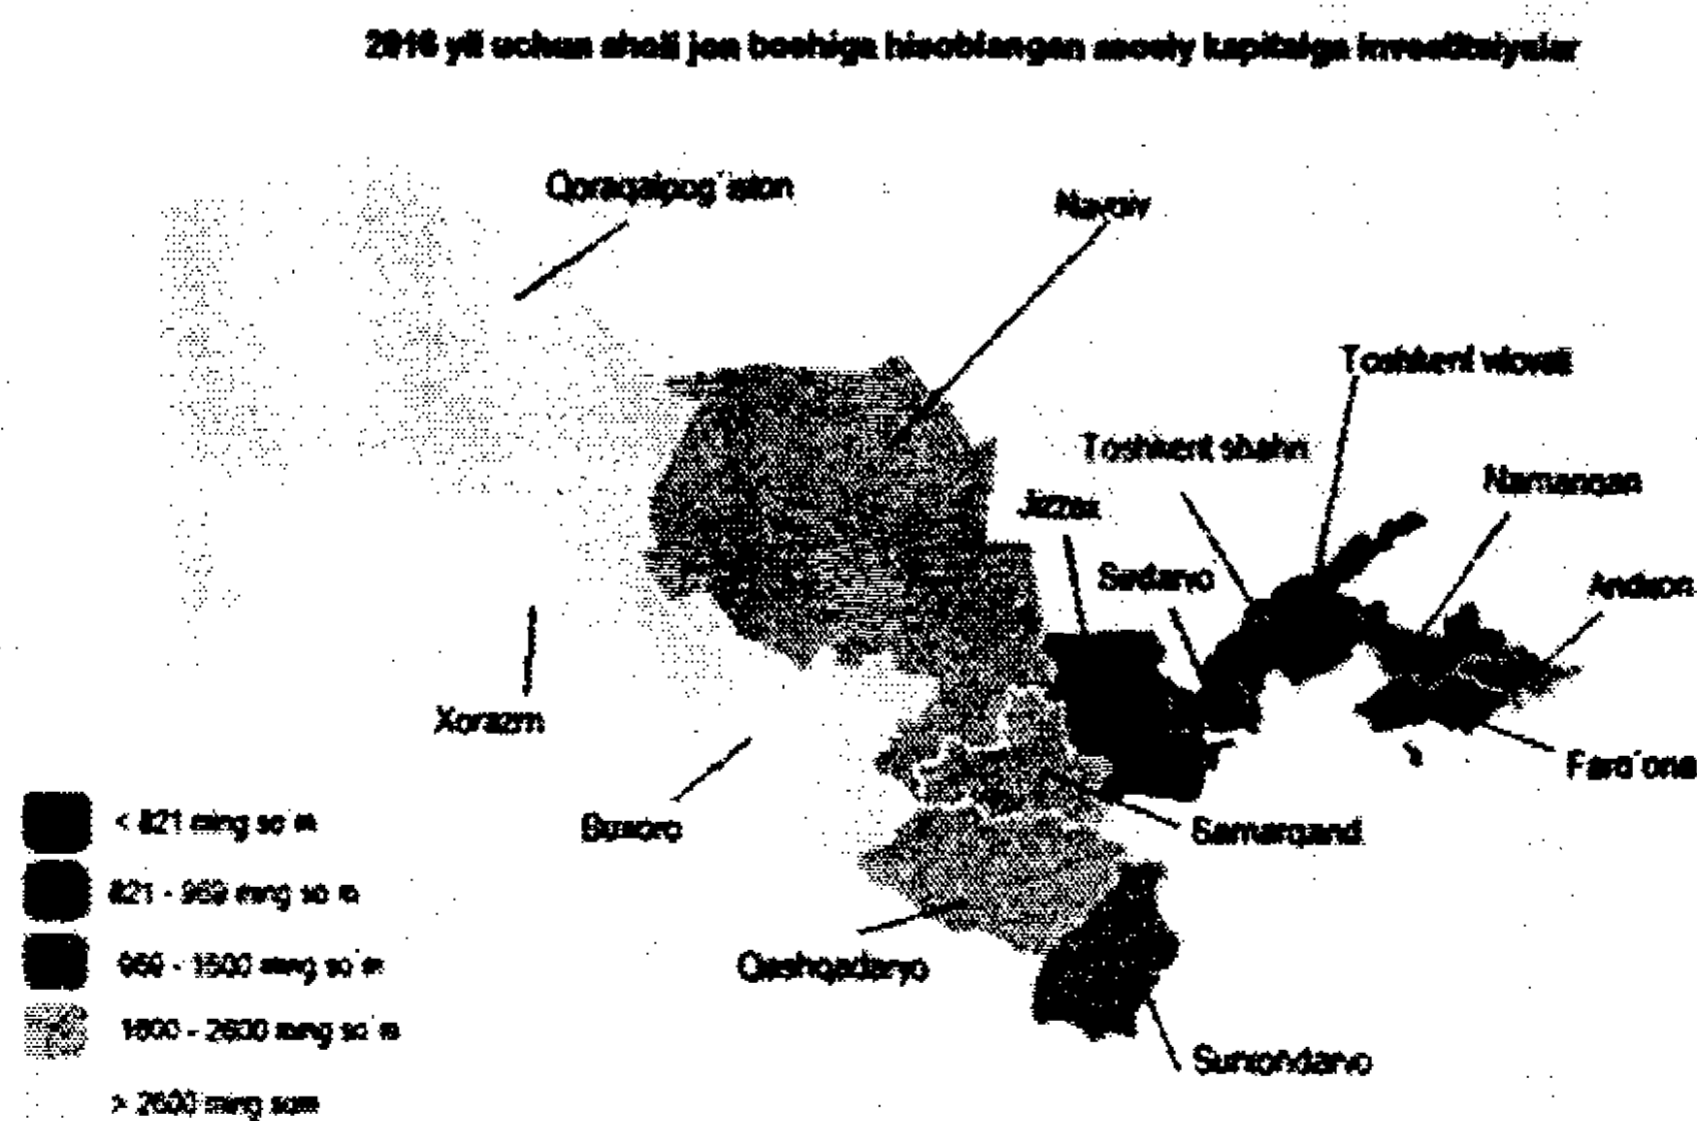 2016 yil uchun aholi jon boshiga hisoblangan asosiy kapitalga investitsiyalar
Qoraqalpog`iston
Navoiy
Toshkent viloyati
Toshkent shahri
Namangan
Jizzax
Sirdaryo
Andijon
Xorazm
Farg`ona
Buxoro
Samarqand
Qashqadaryo
Surxondaryo
< 821 ming so`m
821 - 969 ming so`m
969 - 1500 ming so`m
1500 - 2600 ming so`m
> 2600 ming som